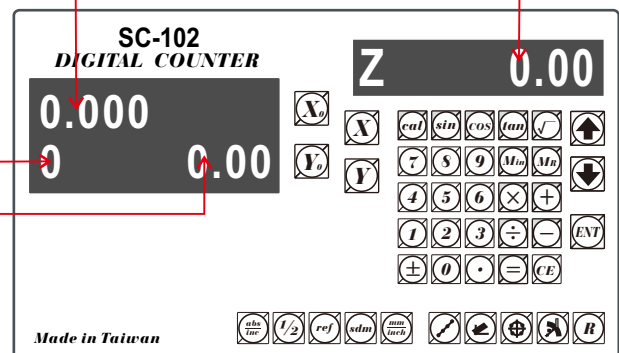 SC-102
DIGITAL COUNTER
Z 0.00
0.000
0 0.00
X₀
Y₀
X
Y
cal sin cos tan √
7 8 9 Min MR
4 5 6 × +
1 2 3 ÷ − ENT
± 0 · = CE
Made in Taiwan
abs/inc 1/2 ref sdm mm/inch R